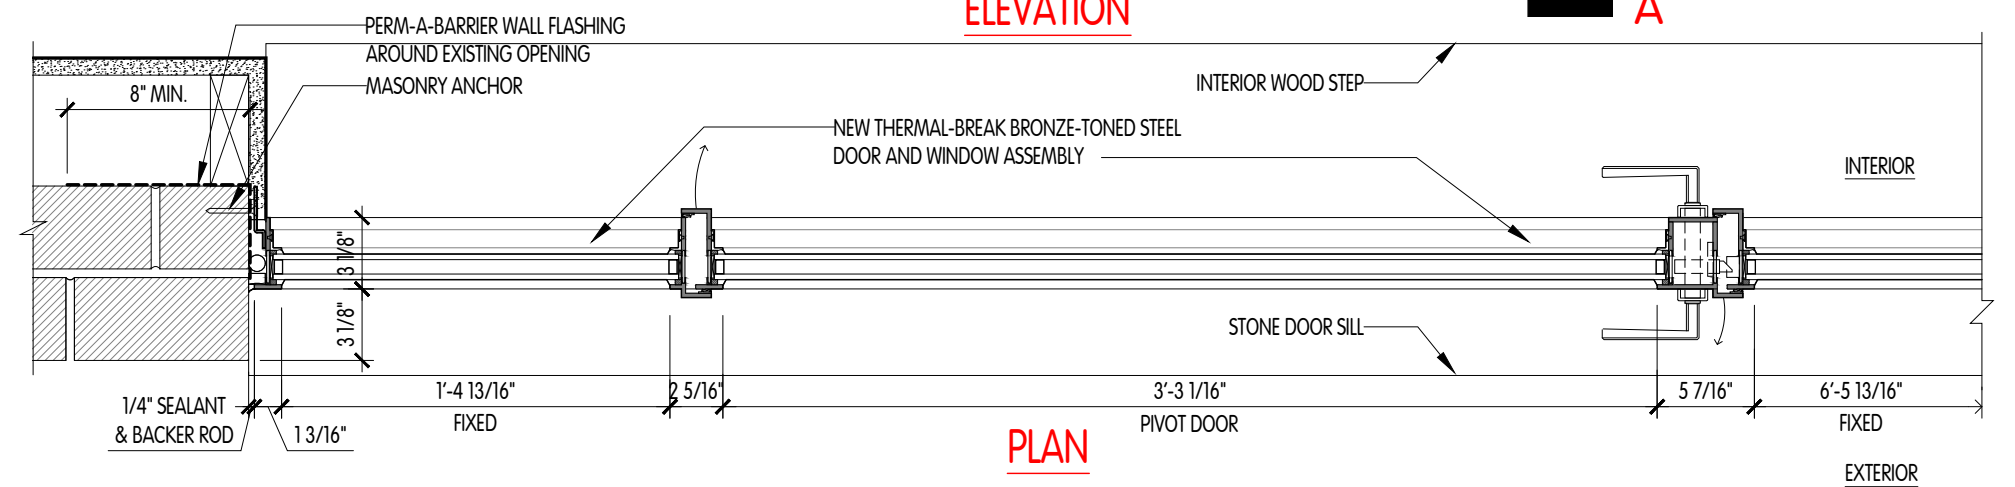 ELEVATION
A
PERM-A-BARRIER WALL FLASHING
AROUND EXISTING OPENING
MASONRY ANCHOR
8" MIN.
INTERIOR WOOD STEP
NEW THERMAL-BREAK BRONZE-TONED STEEL
DOOR AND WINDOW ASSEMBLY
INTERIOR
3 1/8"
3 1/8"
STONE DOOR SILL
1/4" SEALANT
& BACKER ROD
1 3/16"
1'-4 13/16"
FIXED
2 5/16"
3'-3 1/16"
PIVOT DOOR
5 7/16"
6'-5 13/16"
FIXED
PLAN
EXTERIOR